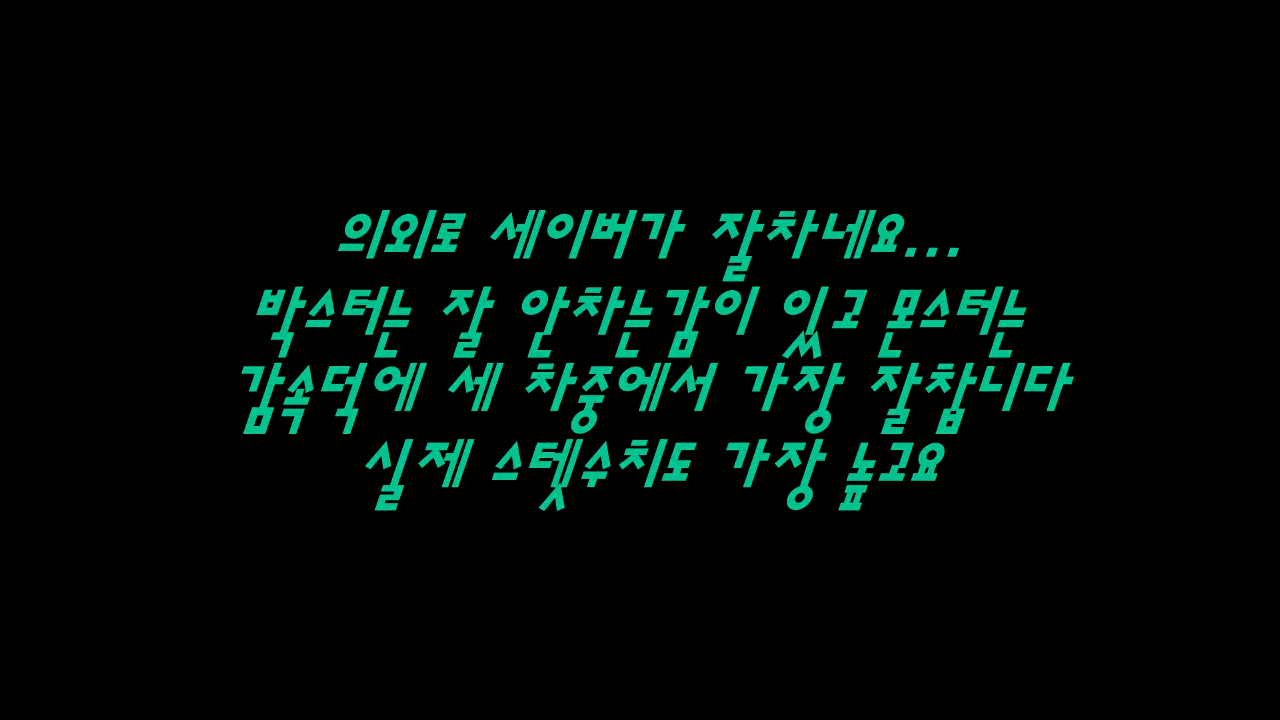 의외로 세이버가 잘차네요...
박스터는 잘 안찬는감이 있고 몬스터는
감속덕에 세 차중에서 가장 잘찹니다
실제 스텟수치도 가장 높고요